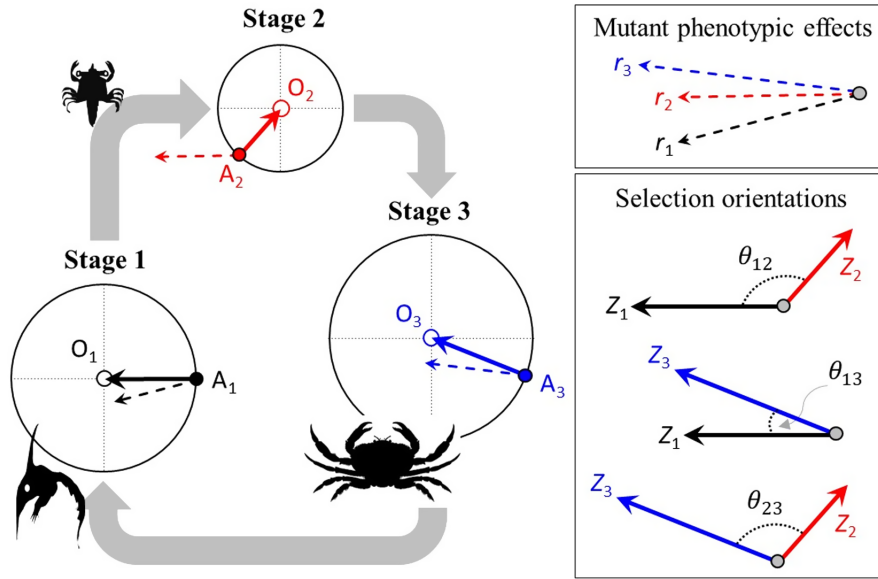 Stage 2
O₂
A₂
Stage 3
O₃
A₃
Stage 1
O₁
A₁
Mutant phenotypic effects
r₃
r₂
r₁
Selection orientations
θ₁₂
Z₁
Z₂
Z₃
θ₁₃
Z₁
Z₃
θ₂₃
Z₂